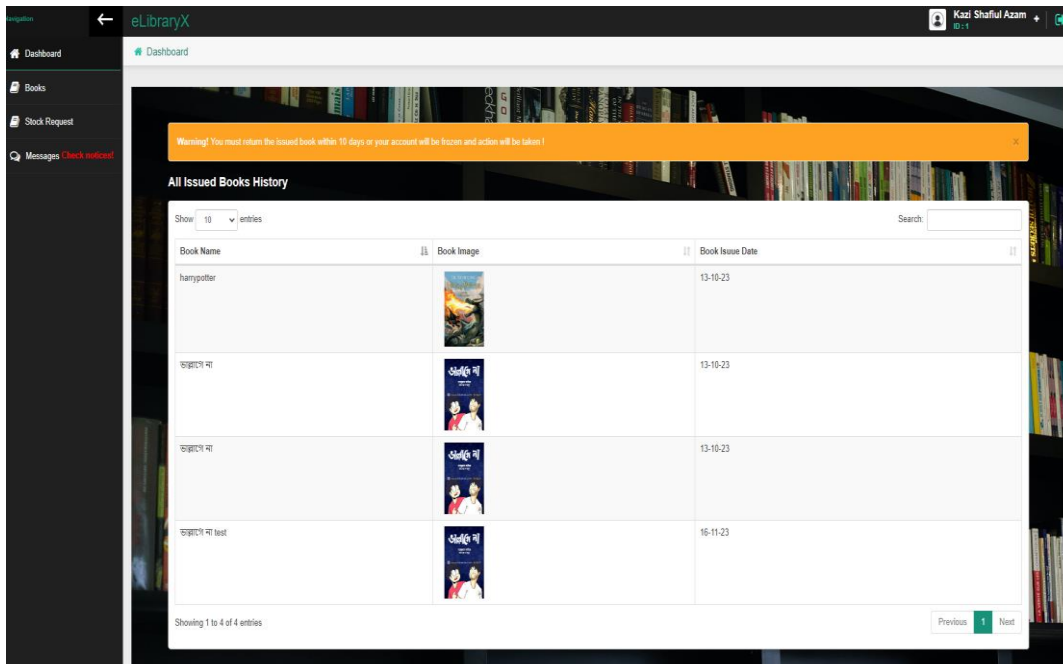 Navigation
eLibraryX
Kazi Shafiul Azam
ID : 1
Dashboard
Dashboard
Books
Stock Request
Messages Check notices!
Warning! You must return the issued book within 10 days or your account will be frozen and action will be taken !
x
All Issued Books History
Show 10 entries
Search:
Book Name Book Image Book Isuue Date
harrypotter 13-10-23
ভাল্লাগে না ভাল্লাগে না 13-10-23
ভাল্লাগে না ভাল্লাগে না 13-10-23
ভাল্লাগে না test ভাল্লাগে না 16-11-23
Showing 1 to 4 of 4 entries
Previous 1 Next